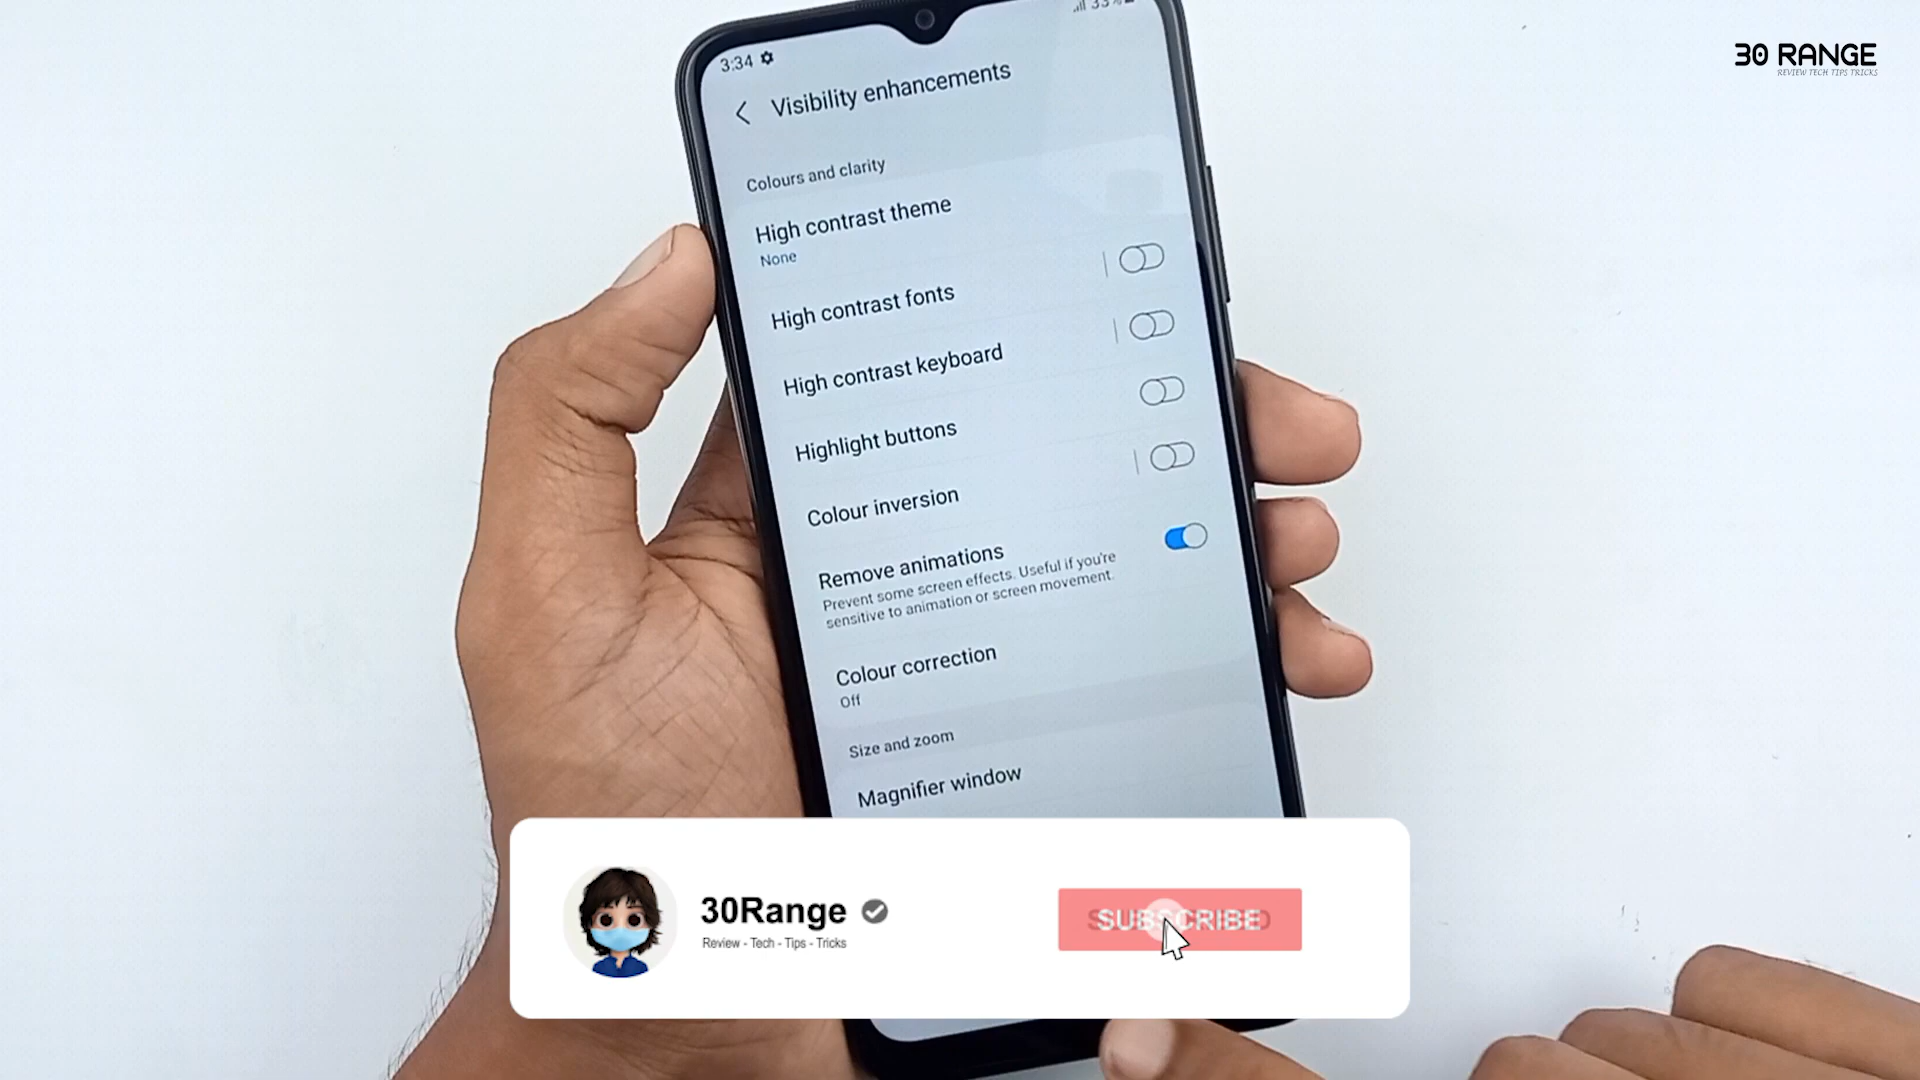 30 RANGE
REVIEW TECH TIPS TRICKS
3:34
Visibility enhancements
Colours and clarity
High contrast theme
None
High contrast fonts
High contrast keyboard
Highlight buttons
Colour inversion
Remove animations
Prevent some screen effects. Useful if you're
sensitive to animation or screen movement.
Colour correction
Off
Size and zoom
Magnifier window
30Range
Review - Tech - Tips - Tricks
SUBSCRIBE